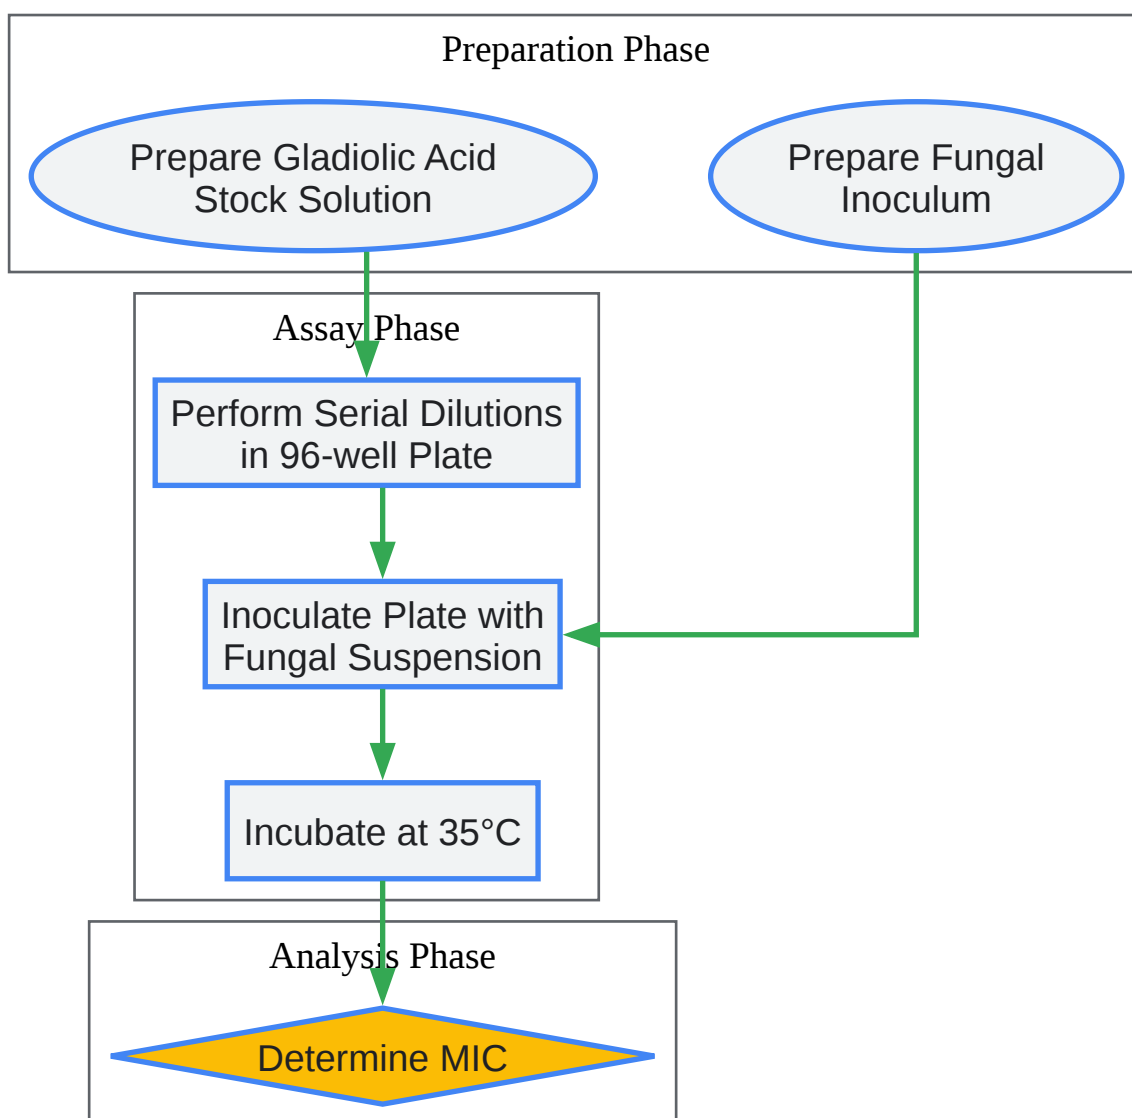 Preparation Phase
Prepare Gladiolic Acid
Stock Solution
Prepare Fungal
Inoculum
Assay Phase
Perform Serial Dilutions
in 96-well Plate
Inoculate Plate with
Fungal Suspension
Incubate at 35°C
Analysis Phase
Determine MIC